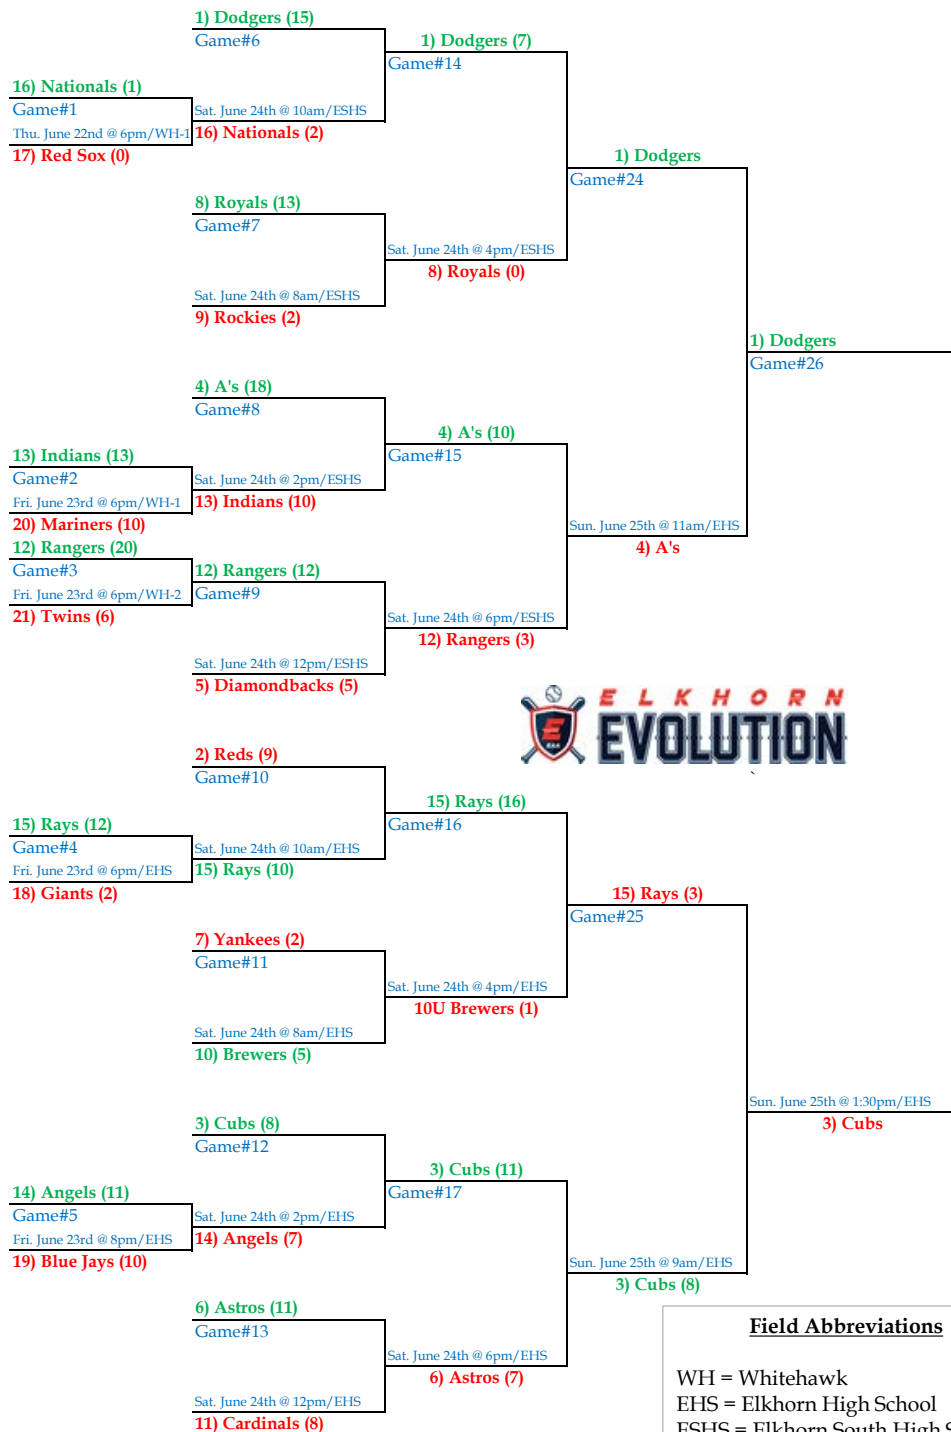 1) Dodgers (15)
Game#6
1) Dodgers (7)
Game#14
16) Nationals (1)
Game#1
Sat. June 24th @ 10am/ESHS
Thu. June 22nd @ 6pm/WH-1
16) Nationals (2)
17) Red Sox (0)
1) Dodgers
Game#24
8) Royals (13)
Game#7
Sat. June 24th @ 4pm/ESHS
8) Royals (0)
Sat. June 24th @ 8am/ESHS
9) Rockies (2)
1) Dodgers
Game#26
4) A's (18)
Game#8
4) A's (10)
Game#15
13) Indians (13)
Game#2
Sat. June 24th @ 2pm/ESHS
Fri. June 23rd @ 6pm/WH-1
13) Indians (10)
20) Mariners (10)
Sun. June 25th @ 11am/EHS
4) A's
12) Rangers (20)
Game#3
12) Rangers (12)
Fri. June 23rd @ 6pm/WH-2
Game#9
21) Twins (6)
Sat. June 24th @ 6pm/ESHS
12) Rangers (3)
Sat. June 24th @ 12pm/ESHS
5) Diamondbacks (5)
ELKHORN
E
EAA
EVOLUTION
`
2) Reds (9)
Game#10
15) Rays (16)
Game#16
15) Rays (12)
Game#4
Sat. June 24th @ 10am/EHS
Fri. June 23rd @ 6pm/EHS
15) Rays (10)
18) Giants (2)
15) Rays (3)
Game#25
7) Yankees (2)
Game#11
Sat. June 24th @ 4pm/EHS
10U Brewers (1)
Sat. June 24th @ 8am/EHS
10) Brewers (5)
Sun. June 25th @ 1:30pm/EHS
3) Cubs
3) Cubs (8)
Game#12
3) Cubs (11)
Game#17
14) Angels (11)
Game#5
Sat. June 24th @ 2pm/EHS
Fri. June 23rd @ 8pm/EHS
14) Angels (7)
19) Blue Jays (10)
Sun. June 25th @ 9am/EHS
3) Cubs (8)
6) Astros (11)
Game#13
Sat. June 24th @ 6pm/EHS
6) Astros (7)
Sat. June 24th @ 12pm/EHS
11) Cardinals (8)
Field Abbreviations
WH = Whitehawk
EHS = Elkhorn High School
ESHS = Elkhorn South High